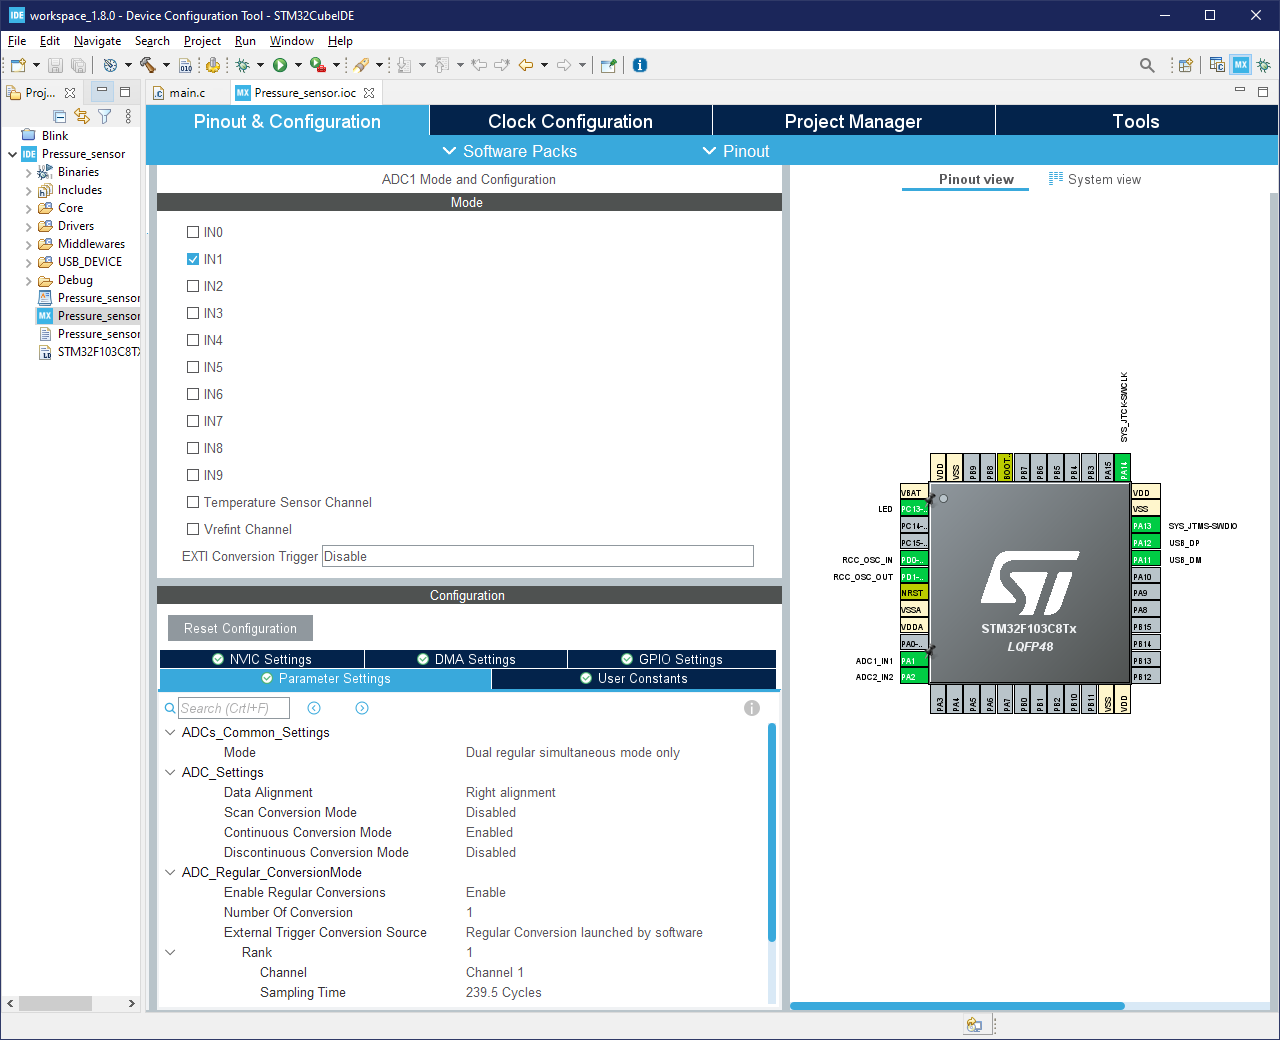 IDE workspace_1.8.0 - Device Configuration Tool - STM32CubeIDE
File Edit Navigate Search Project Run Window Help
010
MX
Proj...
.c main.c
MX Pressure_sensor.ioc
Pinout & Configuration
Clock Configuration
Project Manager
Tools
Software Packs
Pinout
Blink
IDE Pressure_sensor
Binaries
Includes
Core
Drivers
Middlewares
USB_DEVICE
Debug
Pressure_sensor
MX Pressure_sensor
Pressure_sensor
LD STM32F103C8T
ADC1 Mode and Configuration
Mode
IN0
IN1
IN2
IN3
IN4
IN5
IN6
IN7
IN8
IN9
Temperature Sensor Channel
Vrefint Channel
EXTI Conversion Trigger Disable
Configuration
Reset Configuration
NVIC Settings
DMA Settings
GPIO Settings
Parameter Settings
User Constants
Search (Crtl+F)
ADCs_Common_Settings
Mode Dual regular simultaneous mode only
ADC_Settings
Data Alignment Right alignment
Scan Conversion Mode Disabled
Continuous Conversion Mode Enabled
Discontinuous Conversion Mode Disabled
ADC_Regular_ConversionMode
Enable Regular Conversions Enable
Number Of Conversion 1
External Trigger Conversion Source Regular Conversion launched by software
Rank 1
Channel Channel 1
Sampling Time 239.5 Cycles
Pinout view
System view
SYS_JTCK-SWCLK
VDD VSS PB9 PB8 BOOT.. PB7 PB6 PB5 PB4 PB3 PA15 PA14
VBAT
LED PC13-..
PC14-..
PC15-..
RCC_OSC_IN PD0-..
RCC_OSC_OUT PD1-..
NRST
VSSA
VDDA
PA0-..
ADC1_IN1 PA1
ADC2_IN2 PA2
ST
STM32F103C8Tx
LQFP48
VDD
VSS
PA13 SYS_JTMS-SWDIO
PA12 USB_DP
PA11 USB_DM
PA10
PA9
PA8
PB15
PB14
PB13
PB12
PA3 PA4 PA5 PA6 PA7 PB0 PB1 PB2 PB10 PB11 VSS VDD